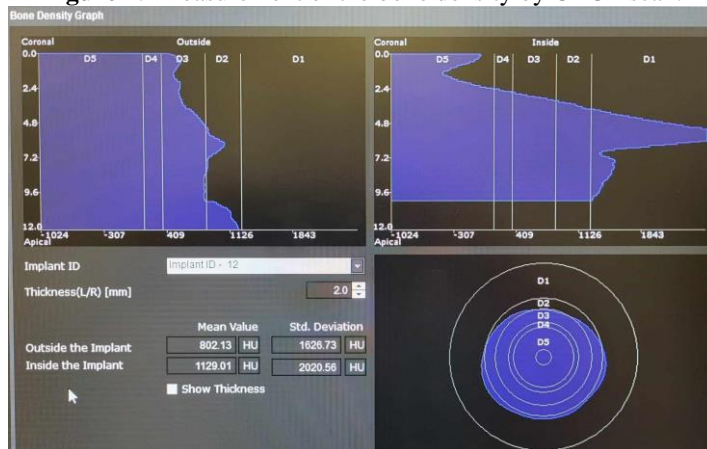 Bone Density Graph
Coronal Outside
0.0 D5 D4 D3 D2 D1
2.4
4.8
7.2
9.6
12.0
-1024 -307 409 1126 1843
Apical
Coronal Inside
0.0 D5 D4 D3 D2 D1
2.4
4.8
7.2
9.6
12.0
-1024 -307 409 1126 1843
Apical
Implant ID Implant ID - 12
Thickness(L/R) [mm] 2.0
Mean Value Std. Deviation
Outside the Implant 802.13 HU 1626.73 HU
Inside the Implant 1129.01 HU 2020.56 HU
Show Thickness
D1
D2
D3
D4
D5